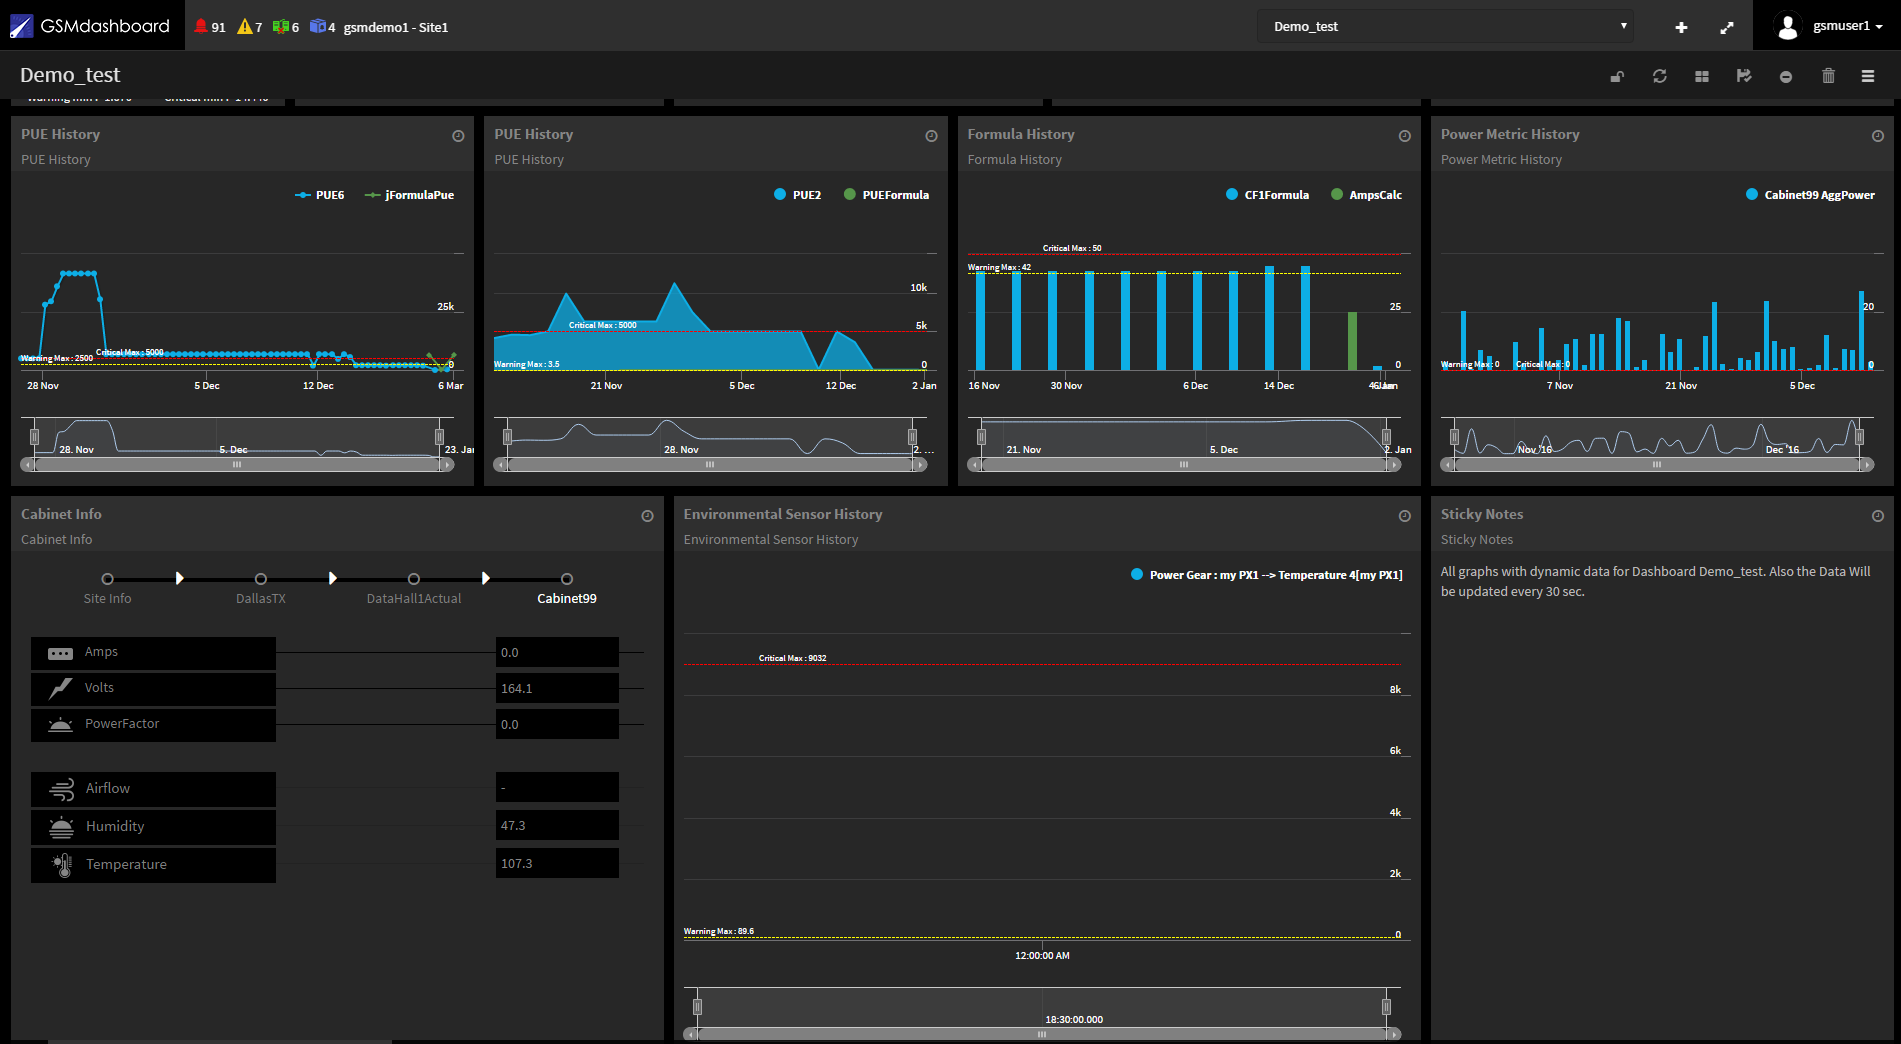 GSMdashboard 91 7 6 4 gsmdemo1 - Site1 Demo_test gsmuser1
Demo_test
PUE History
PUE History
PUE6 jFormulaPue
25k
Critical Max : 5000
Warning Max : 2500
0
28 Nov 5 Dec 12 Dec 6 Mar
28. Nov 5. Dec 23. Ja
PUE History
PUE History
PUE2 PUEFormula
10k
Critical Max : 5000 5k
Warning Max : 3.5 0
21 Nov 5 Dec 12 Dec 2 Jan
28. Nov 2. ...
Formula History
Formula History
CF1Formula AmpsCalc
Critical Max : 50
Warning Max : 42
25
0
16 Nov 30 Nov 6 Dec 14 Dec
21. Nov 5. Dec 2. Jan
Power Metric History
Power Metric History
Cabinet99 AggPower
20
Warning Max : 0 Critical Max : 0 0
7 Nov 21 Nov 5 Dec
Nov '16 Dec '16
Cabinet Info
Cabinet Info
Site Info DallasTX DataHall1Actual Cabinet99
Amps 0.0
Volts 164.1
PowerFactor 0.0
Airflow -
Humidity 47.3
Temperature 107.3
Environmental Sensor History
Environmental Sensor History
Power Gear : my PX1 --> Temperature 4[my PX1]
Critical Max : 9032
8k
6k
4k
2k
Warning Max : 89.6 0
12:00:00 AM
18:30:00.000
Sticky Notes
Sticky Notes
All graphs with dynamic data for Dashboard Demo_test. Also the Data Will
be updated every 30 sec.